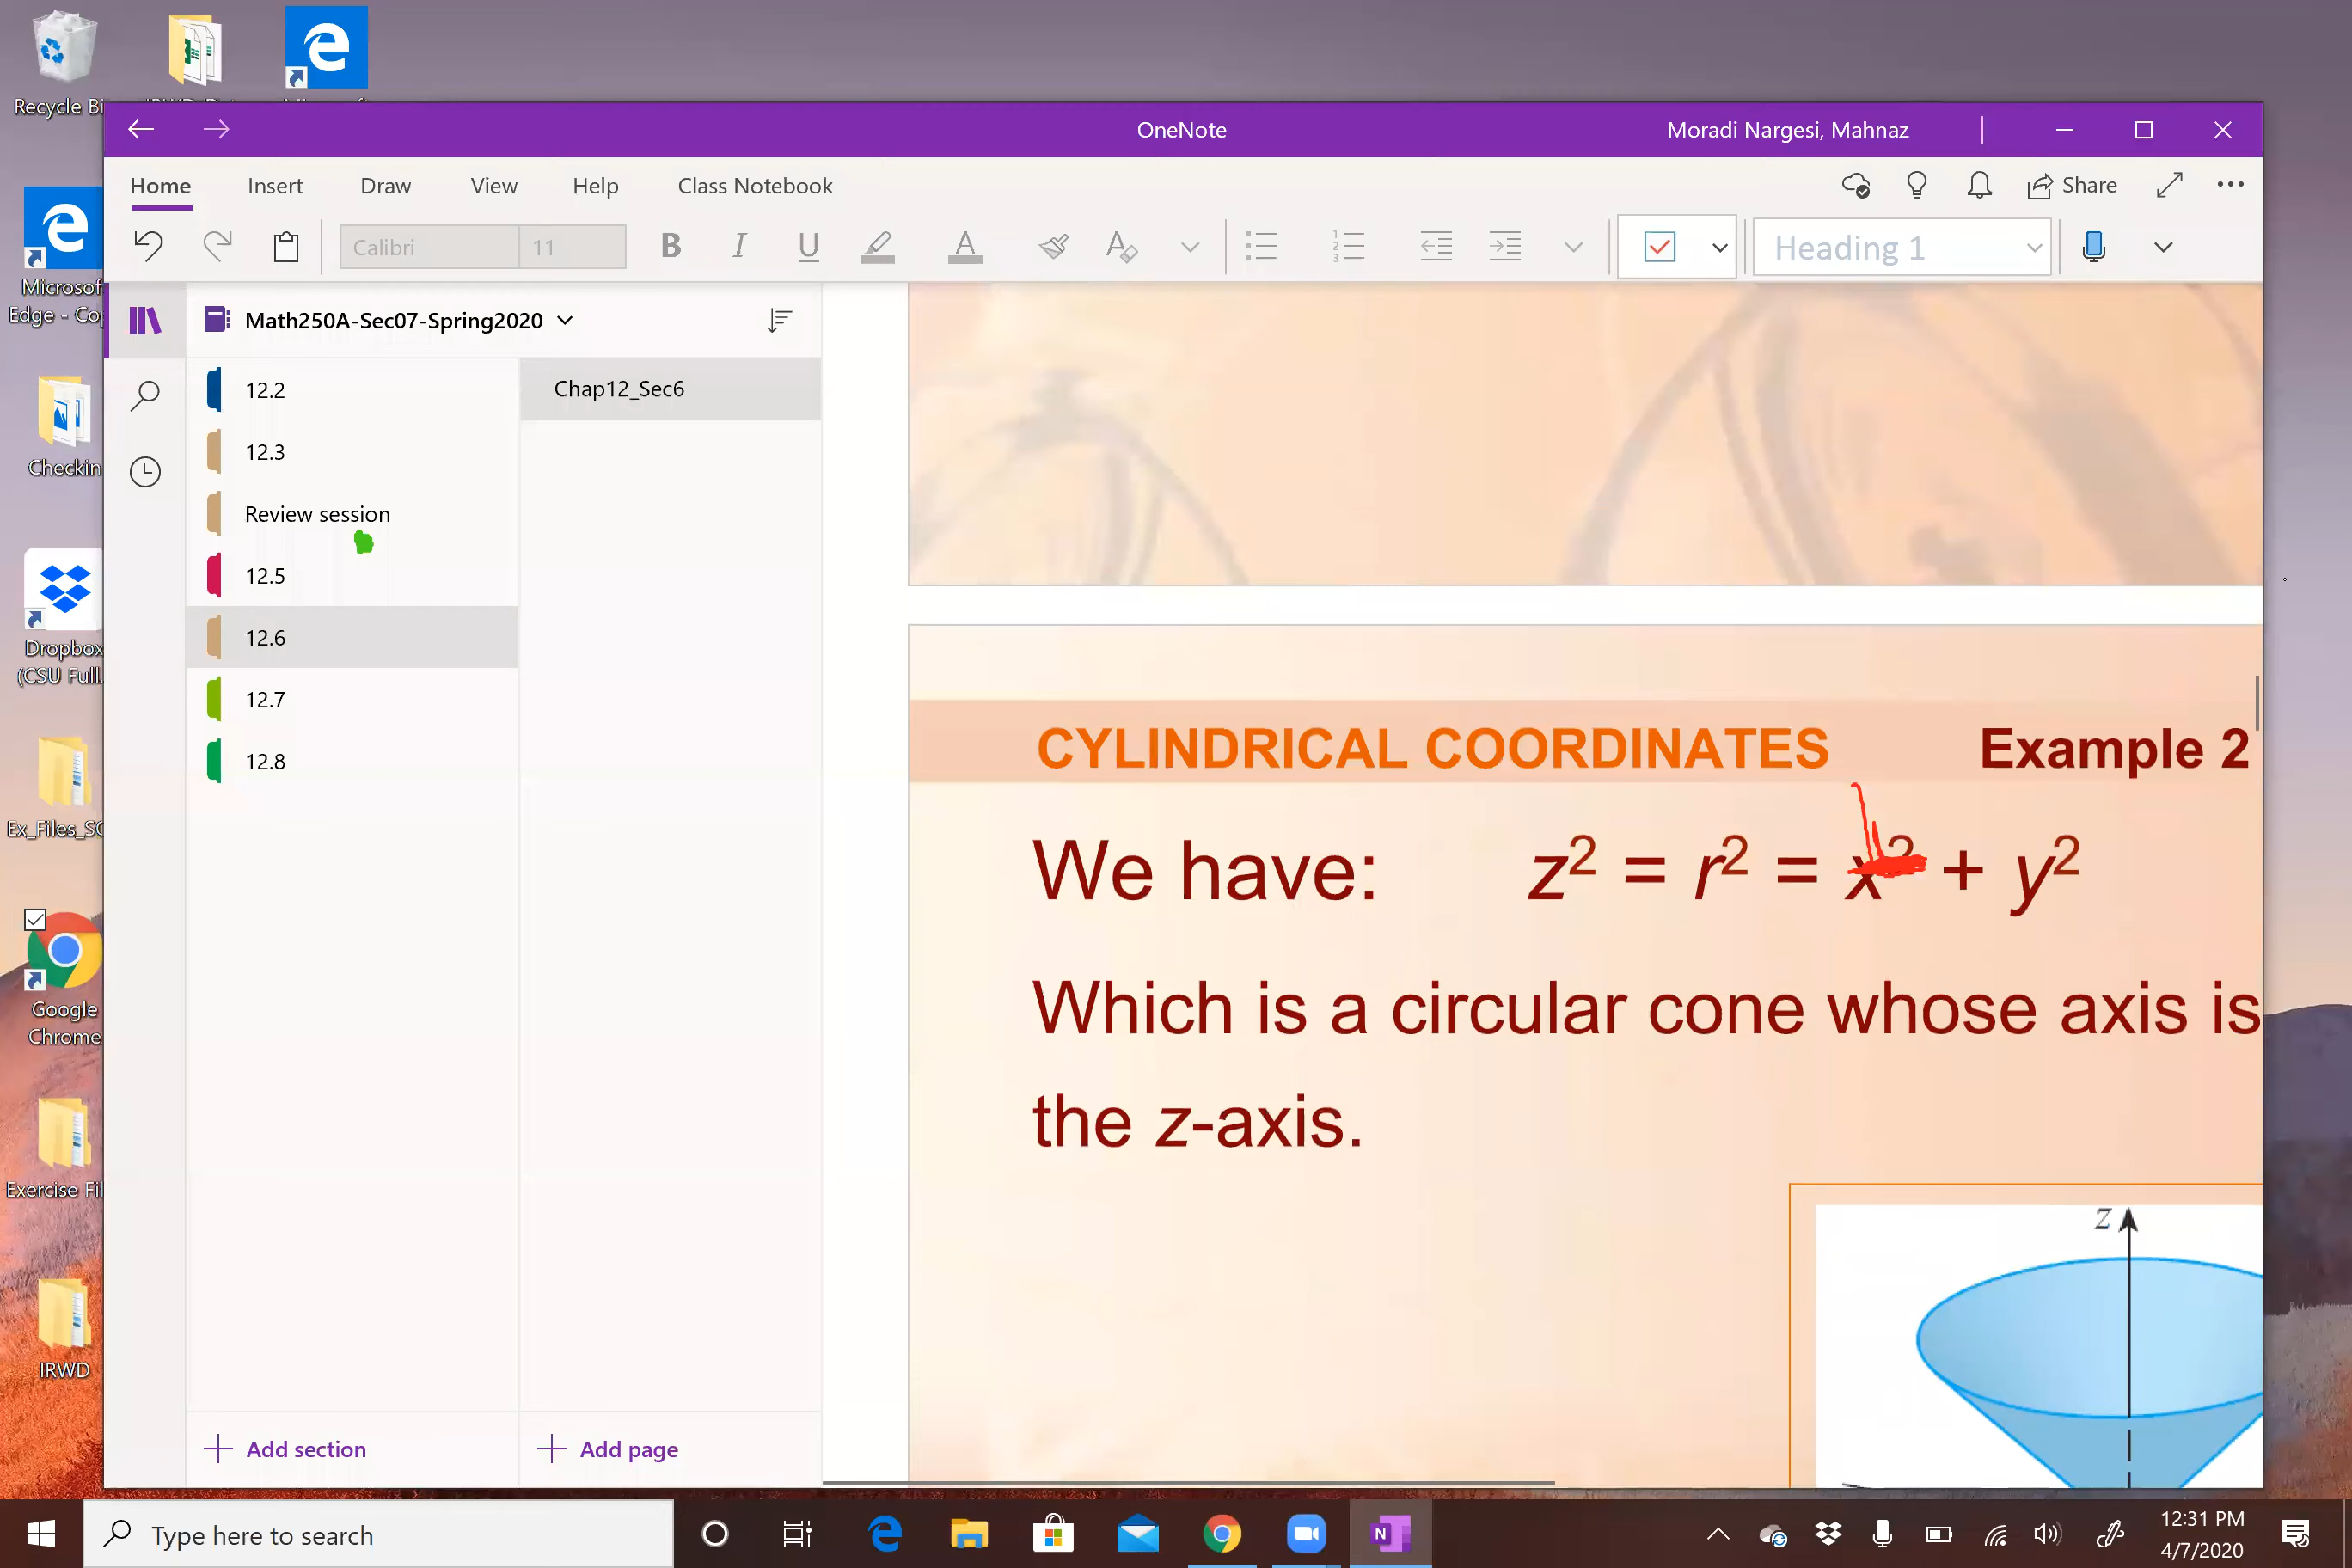 Recycle Bi
OneNote
Moradi Nargesi, Mahnaz
Home Insert Draw View Help Class Notebook
Share
Calibri 11
B I U A A
Heading 1
Microsof
Edge - Cop
Math250A-Sec07-Spring2020
12.2
12.3
Review session
12.5
12.6
12.7
12.8
Chap12_Sec6
Checkin
Dropbox
(CSU Full.
Ex_Files_SC
Google
Chrome
Exercise Fil
IRWD
CYLINDRICAL COORDINATES Example 2
We have: z² = r² = x² + y²
Which is a circular cone whose axis is
the z-axis.
z
Add section
Add page
Type here to search
12:31 PM
4/7/2020